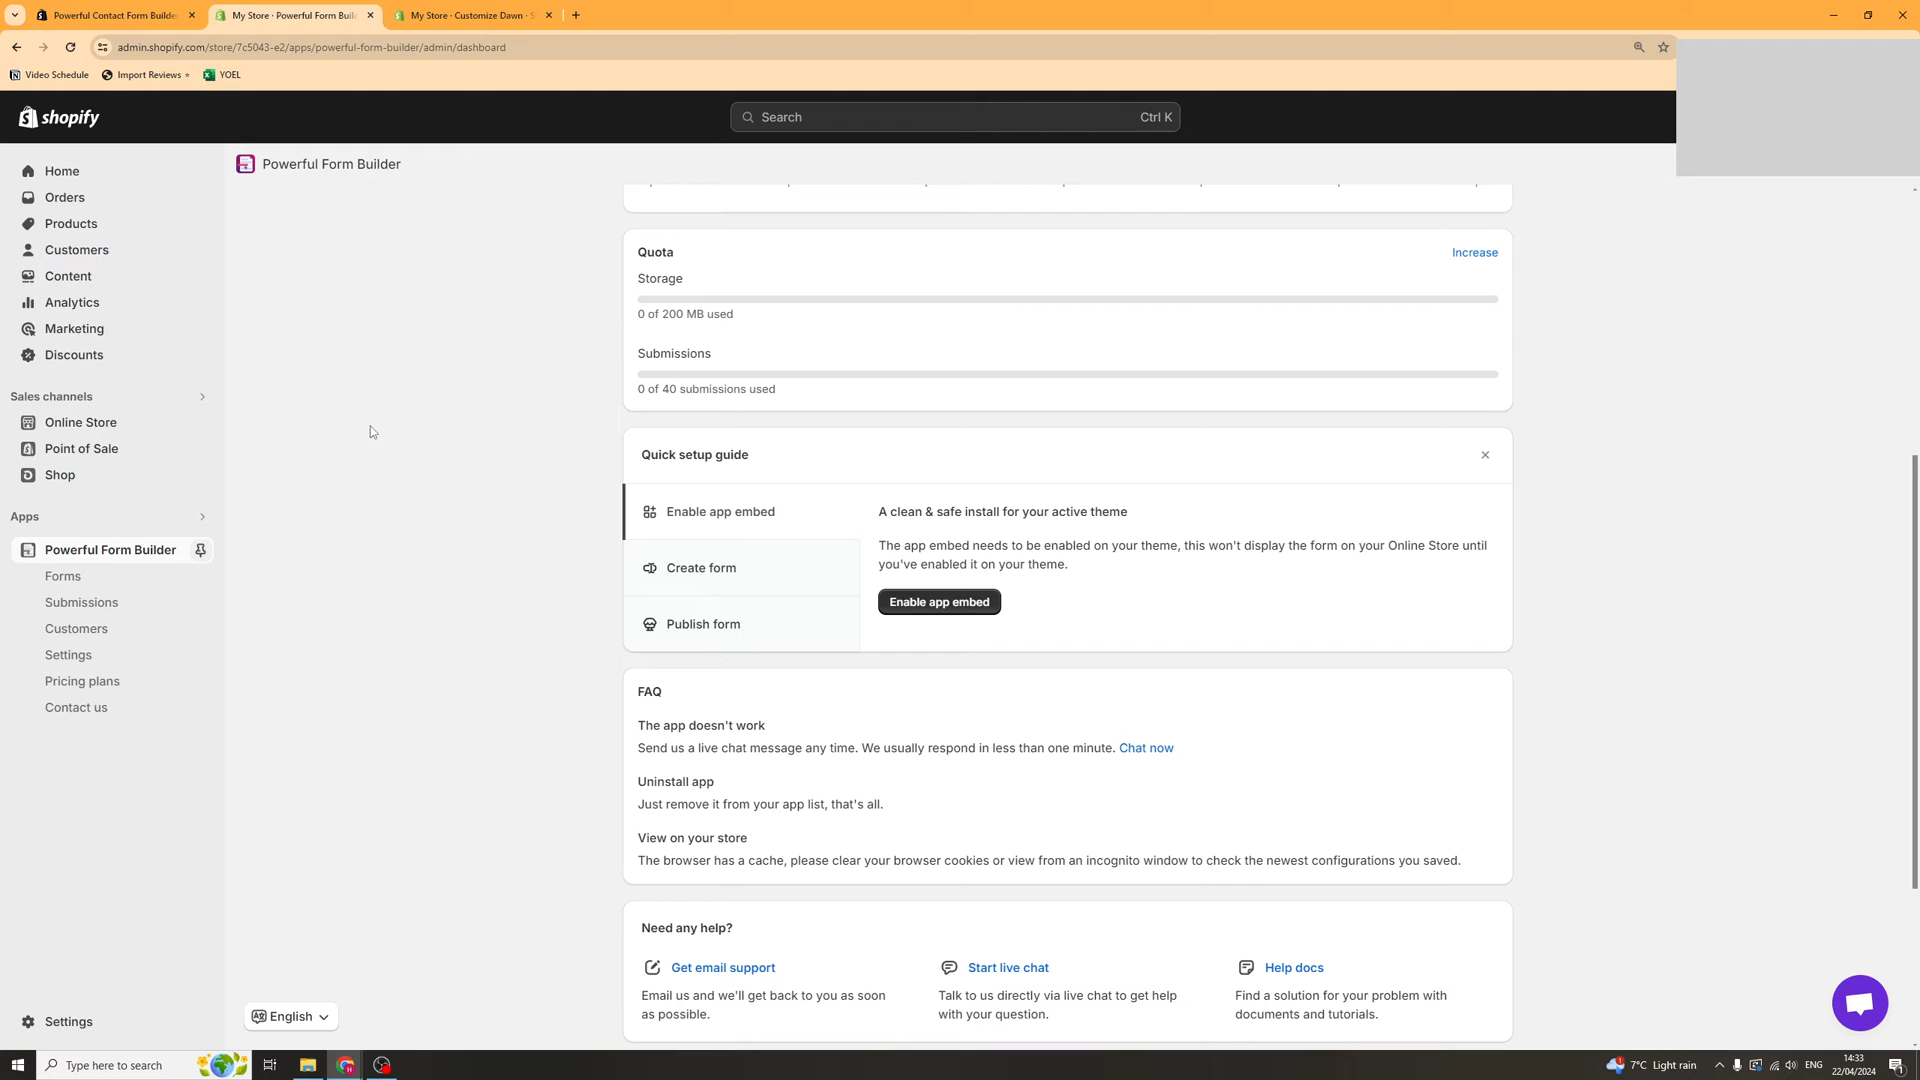 Powerful Contact Form Builde
My Store · Powerful Form Buil
My Store · Customize Dawn · S
admin.shopify.com/store/7c5043-e2/apps/powerful-form-builder/admin/dashboard
Video Schedule
Import Reviews
YOEL
shopify
Search
Ctrl K
Home
Orders
Products
Customers
Content
Analytics
Marketing
Discounts
Sales channels
Online Store
Point of Sale
Shop
Apps
Powerful Form Builder
Forms
Submissions
Customers
Settings
Pricing plans
Contact us
Settings
Powerful Form Builder
Quota
Increase
Storage
0 of 200 MB used
Submissions
0 of 40 submissions used
Quick setup guide
Enable app embed
Create form
Publish form
A clean & safe install for your active theme
The app embed needs to be enabled on your theme, this won't display the form on your Online Store until
you've enabled it on your theme.
Enable app embed
FAQ
The app doesn't work
Send us a live chat message any time. We usually respond in less than one minute. Chat now
Uninstall app
Just remove it from your app list, that's all.
View on your store
The browser has a cache, please clear your browser cookies or view from an incognito window to check the newest configurations you saved.
Need any help?
Get email support
Email us and we'll get back to you as soon
as possible.
Start live chat
Talk to us directly via live chat to get help
with your question.
Help docs
Find a solution for your problem with
documents and tutorials.
English
Type here to search
7°C Light rain
ENG
14:33
22/04/2024